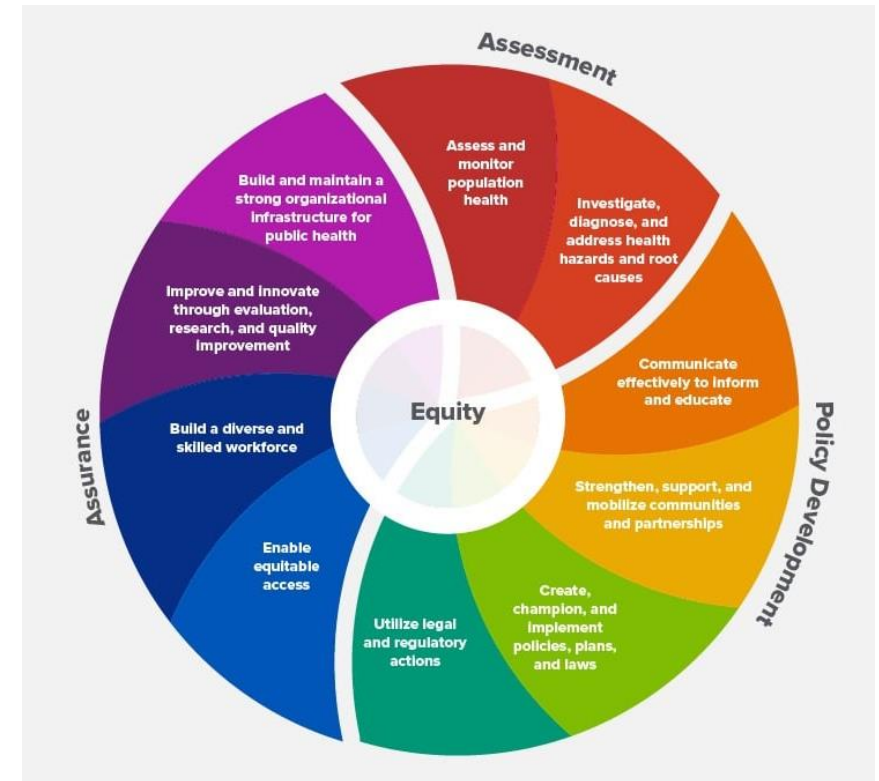 Assessment
Assess and
monitor
population
health
Investigate,
diagnose, and
address health
hazards and root
causes
Policy Development
Communicate
effectively to inform
and educate
Strengthen, support, and
mobilize communities
and partnerships
Create,
champion, and
implement
policies, plans,
and laws
Utilize legal
and regulatory
actions
Assurance
Enable
equitable
access
Build a diverse and
skilled workforce
Improve and innovate
through evaluation,
research, and quality
improvement
Build and maintain a
strong organizational
infrastructure for
public health
Equity